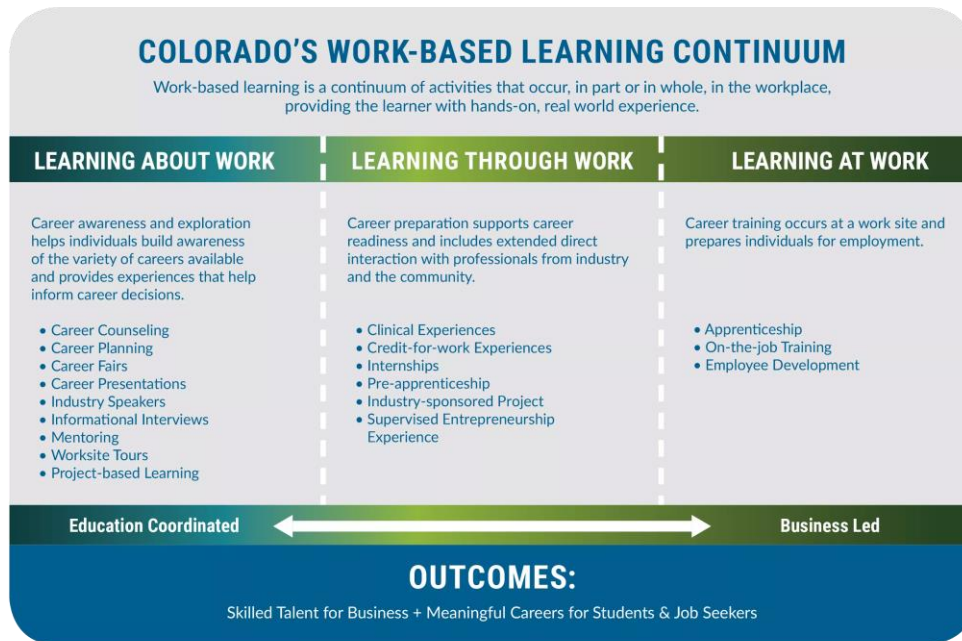 COLORADO'S WORK-BASED LEARNING CONTINUUM
Work-based learning is a continuum of activities that occur, in part or in whole, in the workplace,
providing the learner with hands-on, real world experience.
LEARNING ABOUT WORK
Career awareness and exploration
helps individuals build awareness
of the variety of careers available
and provides experiences that help
inform career decisions.
• Career Counseling
• Career Planning
• Career Fairs
• Career Presentations
• Industry Speakers
• Informational Interviews
• Mentoring
• Worksite Tours
• Project-based Learning
LEARNING THROUGH WORK
Career preparation supports career
readiness and includes extended direct
interaction with professionals from industry
and the community.
• Clinical Experiences
• Credit-for-work Experiences
• Internships
• Pre-apprenticeship
• Industry-sponsored Project
• Supervised Entrepreneurship
Experience
LEARNING AT WORK
Career training occurs at a work site and
prepares individuals for employment.
• Apprenticeship
• On-the-job Training
• Employee Development
Education Coordinated
Business Led
OUTCOMES:
Skilled Talent for Business + Meaningful Careers for Students & Job Seekers